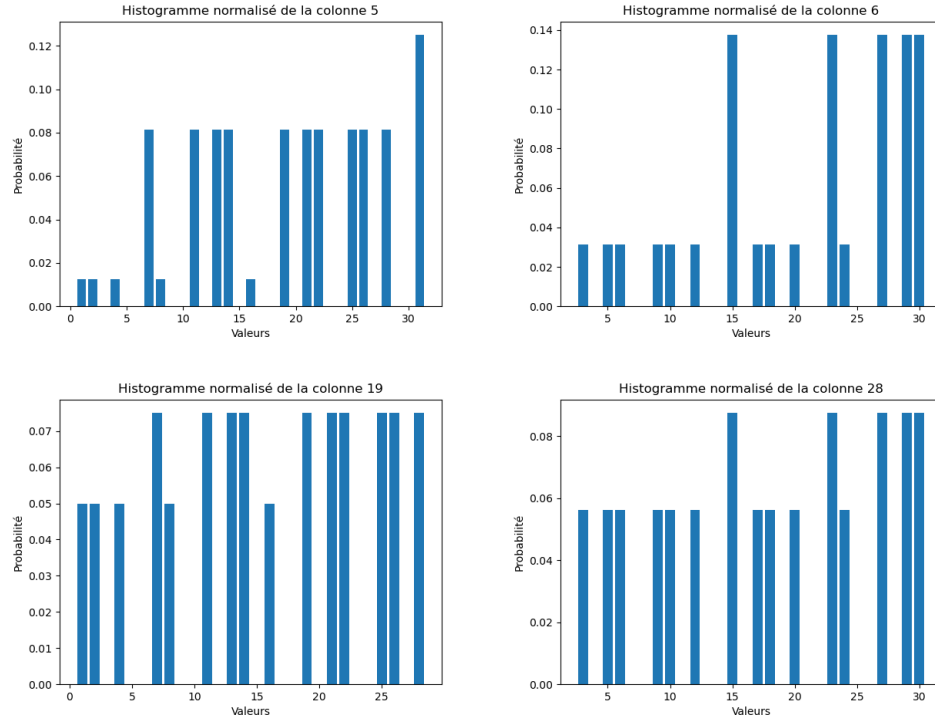 Histogramme normalisé de la colonne 5
0.12
0.10
0.08
0.06
0.04
0.02
0.00
Probabilité
0 5 10 15 20 25 30
Valeurs
Histogramme normalisé de la colonne 6
0.14
0.12
0.10
0.08
0.06
0.04
0.02
0.00
Probabilité
5 10 15 20 25 30
Valeurs
Histogramme normalisé de la colonne 19
0.07
0.06
0.05
0.04
0.03
0.02
0.01
0.00
Probabilité
0 5 10 15 20 25
Valeurs
Histogramme normalisé de la colonne 28
0.08
0.06
0.04
0.02
0.00
Probabilité
5 10 15 20 25 30
Valeurs